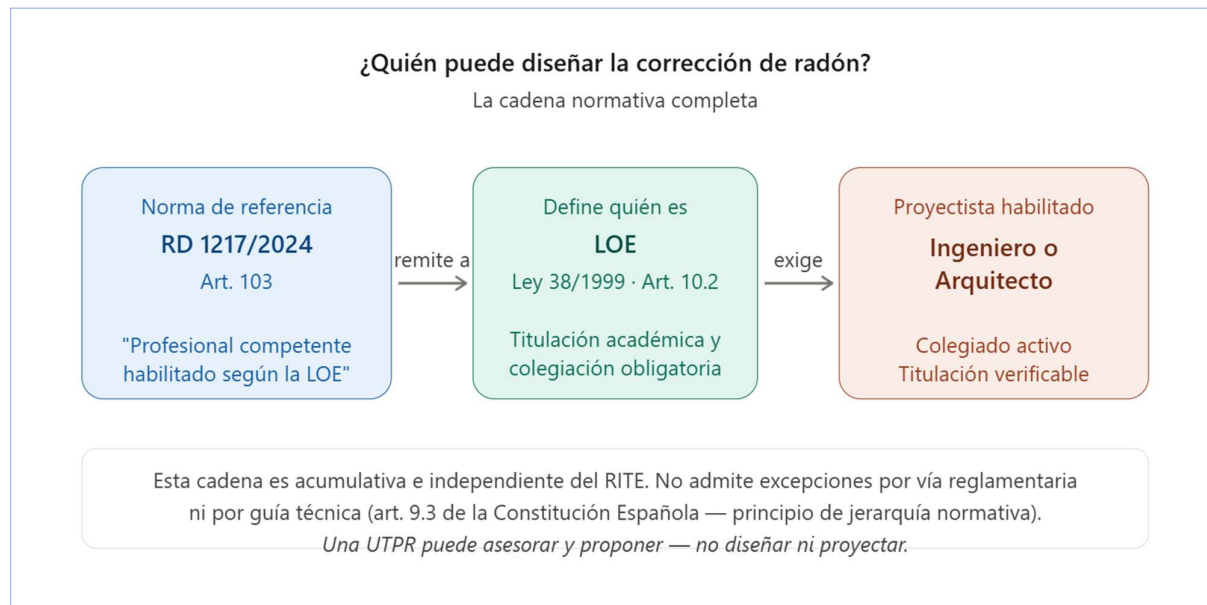 ¿Quién puede diseñar la corrección de radón?
La cadena normativa completa
Norma de referencia
RD 1217/2024
Art. 103
"Profesional competente
habilitado según la LOE"
remite a
Define quién es
LOE
Ley 38/1999 · Art. 10.2
Titulación académica y
colegiación obligatoria
exige
Proyectista habilitado
Ingeniero o
Arquitecto
Colegiado activo
Titulación verificable
Esta cadena es acumulativa e independiente del RITE. No admite excepciones por vía reglamentaria
ni por guía técnica (art. 9.3 de la Constitución Española — principio de jerarquía normativa).
Una UTPR puede asesorar y proponer — no diseñar ni proyectar.